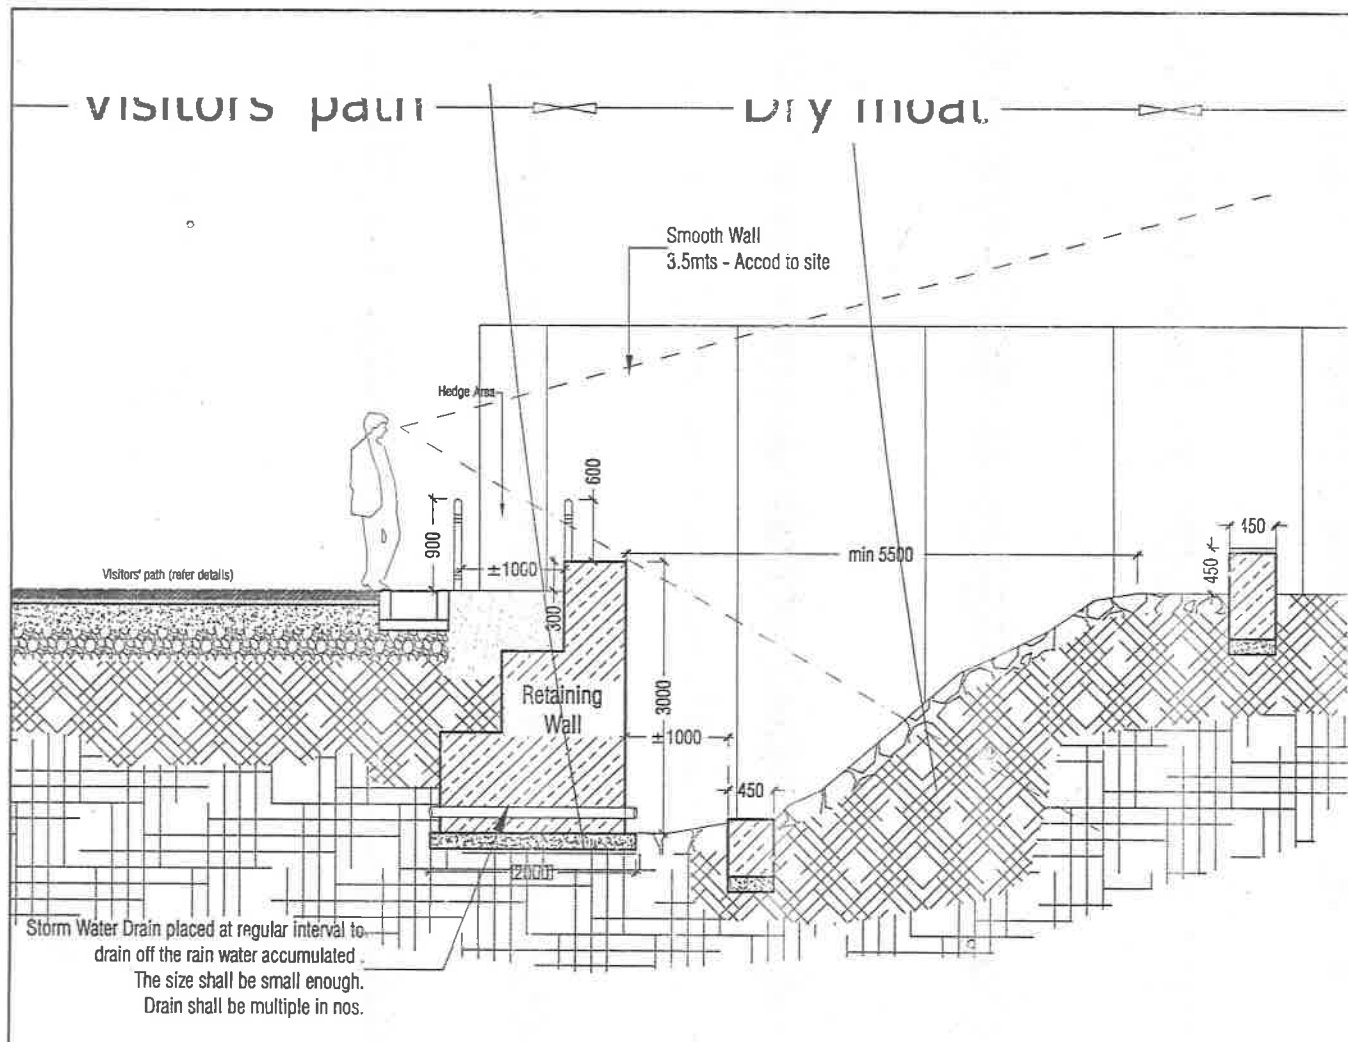 Visitors' path
Dry moat
Smooth Wall
3.5mts - Accod to site
Hedge Area
600
900
±1000
min 5500
450
450
Visitors' path (refer details)
300
3000
Retaining
Wall
±1000
450
2000
Storm Water Drain placed at regular interval to
drain off the rain water accumulated .
The size shall be small enough.
Drain shall be multiple in nos.